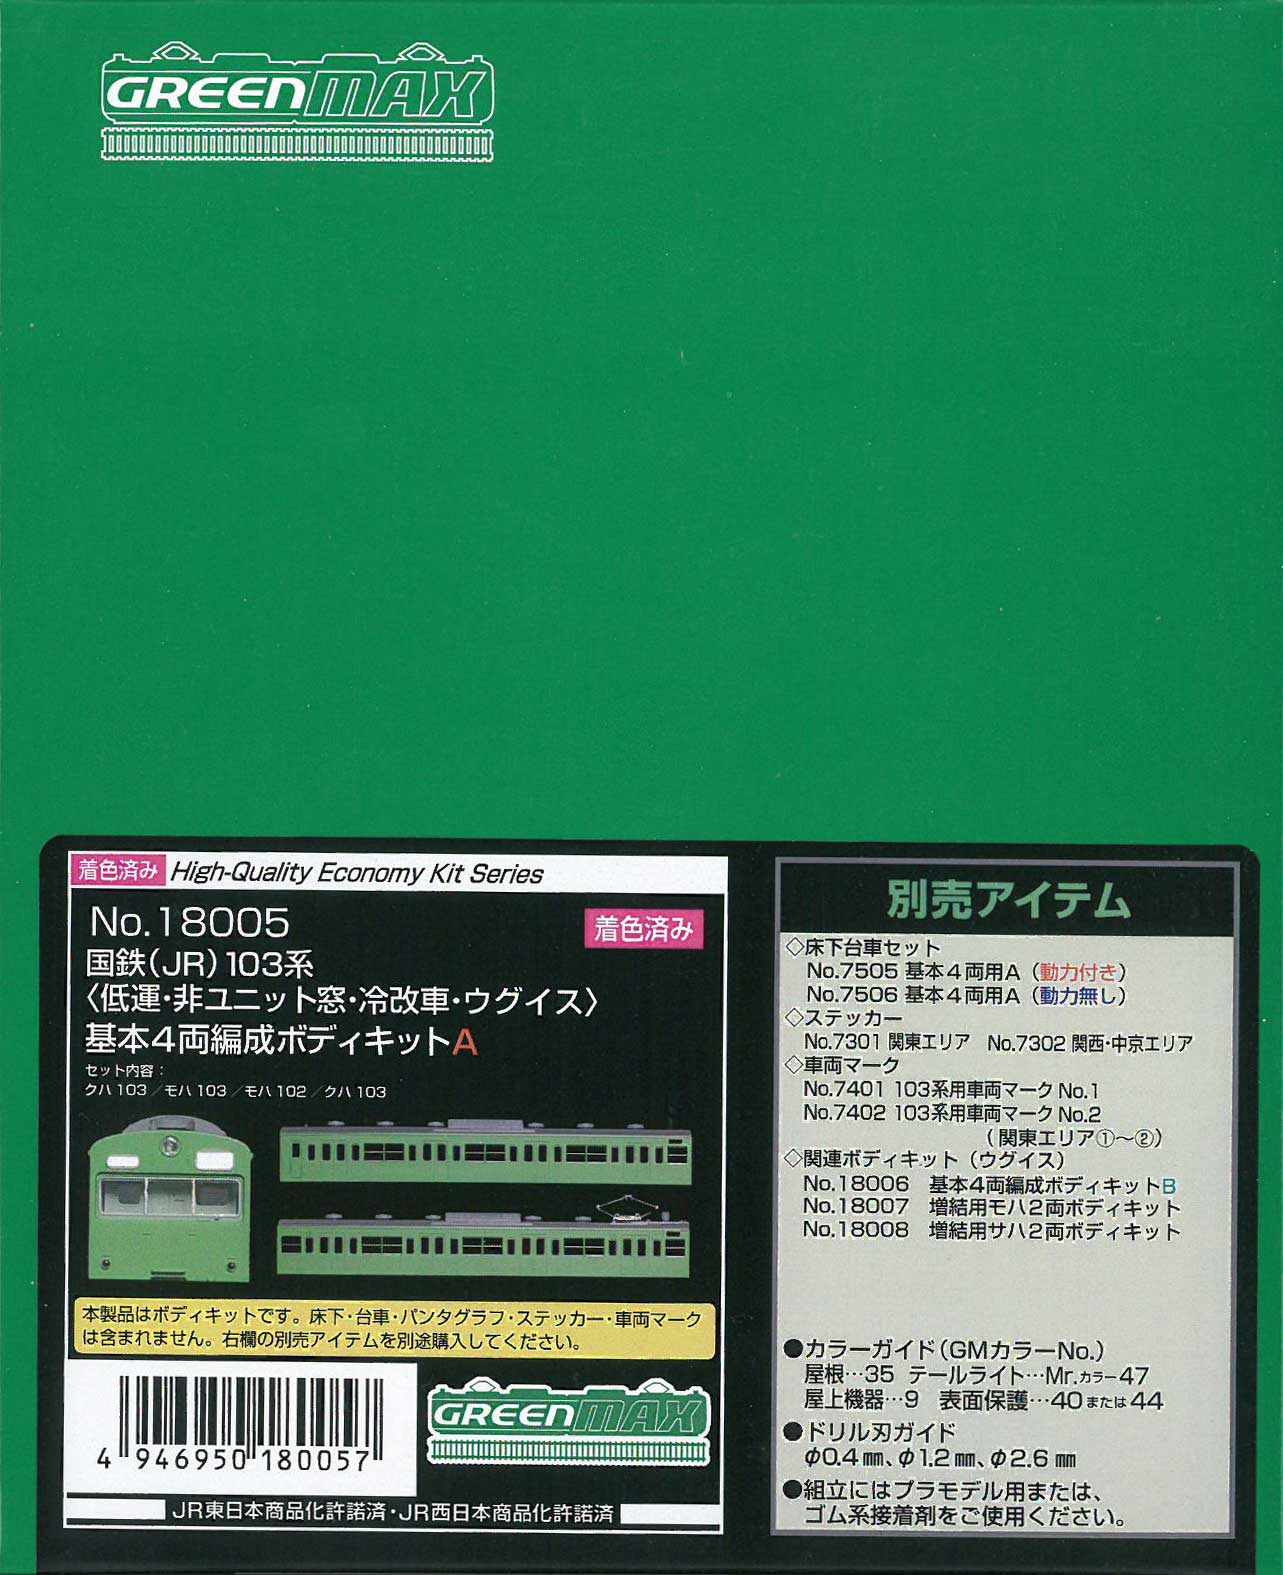 GREENMAX
着色済み High-Quality Economy Kit Series
No.18005
着色済み
国鉄(JR)103系
〈低運・非ユニット窓・冷改車・ウグイス〉
基本4両編成ボディキットA
セット内容：
クハ103／モハ103／モハ102／クハ103
本製品はボディキットです。床下・台車・パンタグラフ・ステッカー・車両マーク
は含まれません。右欄の別売アイテムを別途購入してください。
4 946950 180057
GREENMAX
JR東日本商品化許諾済・JR西日本商品化許諾済
別売アイテム
◇床下台車セット
No.7505 基本4両用A（動力付き）
No.7506 基本4両用A（動力無し）
◇ステッカー
No.7301 関東エリア No.7302 関西・中京エリア
◇車両マーク
No.7401 103系用車両マークNo.1
No.7402 103系用車両マークNo.2
（関東エリア①～②）
◇関連ボディキット（ウグイス）
No.18006 基本4両編成ボディキットB
No.18007 増結用モハ2両ボディキット
No.18008 増結用サハ2両ボディキット
●カラーガイド(GMカラーNo.)
屋根…35 テールライト…Mr.カラー47
屋上機器…9 表面保護…40または44
●ドリル刃ガイド
φ0.4㎜、φ1.2㎜、φ2.6㎜
●組立にはプラモデル用または、
ゴム系接着剤をご使用ください。